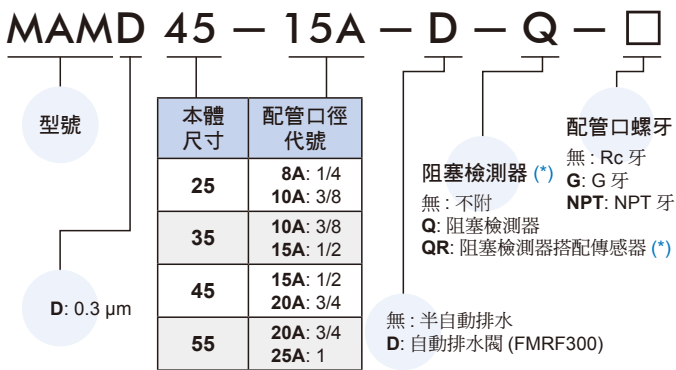 MAMD 45 – 15A – D – Q – □
型號
D: 0.3 μm
本體尺寸 配管口徑代號
25 8A: 1/4
10A: 3/8
35 10A: 3/8
15A: 1/2
45 15A: 1/2
20A: 3/4
55 20A: 3/4
25A: 1
無 : 半自動排水
D: 自動排水閥 (FMRF300)
阻塞檢測器 (*)
無 : 不附
Q: 阻塞檢測器
QR: 阻塞檢測器搭配傳感器 (*)
配管口螺牙
無 : Rc 牙
G: G 牙
NPT: NPT 牙